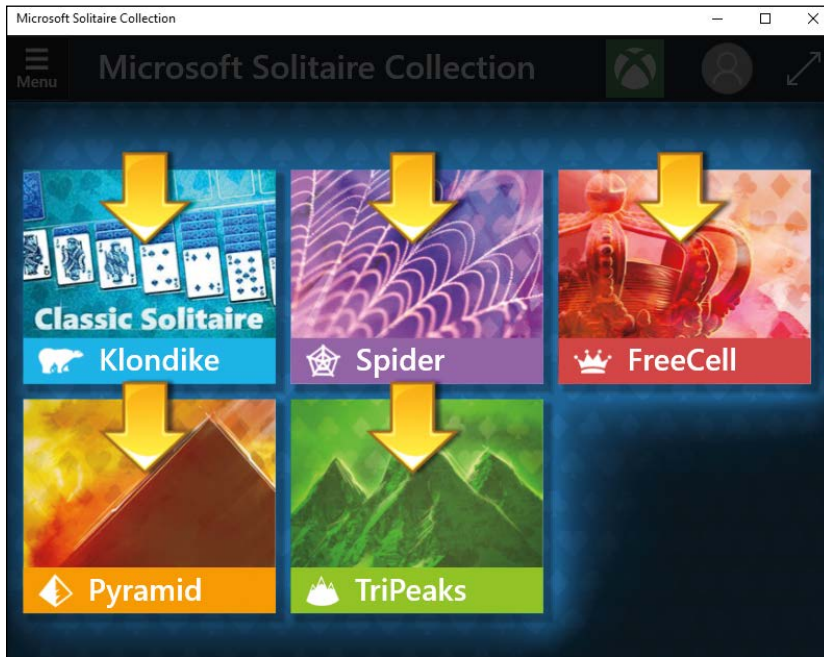 Microsoft Solitaire Collection
Menu
Microsoft Solitaire Collection
Classic Solitaire
Klondike
Spider
FreeCell
Pyramid
TriPeaks